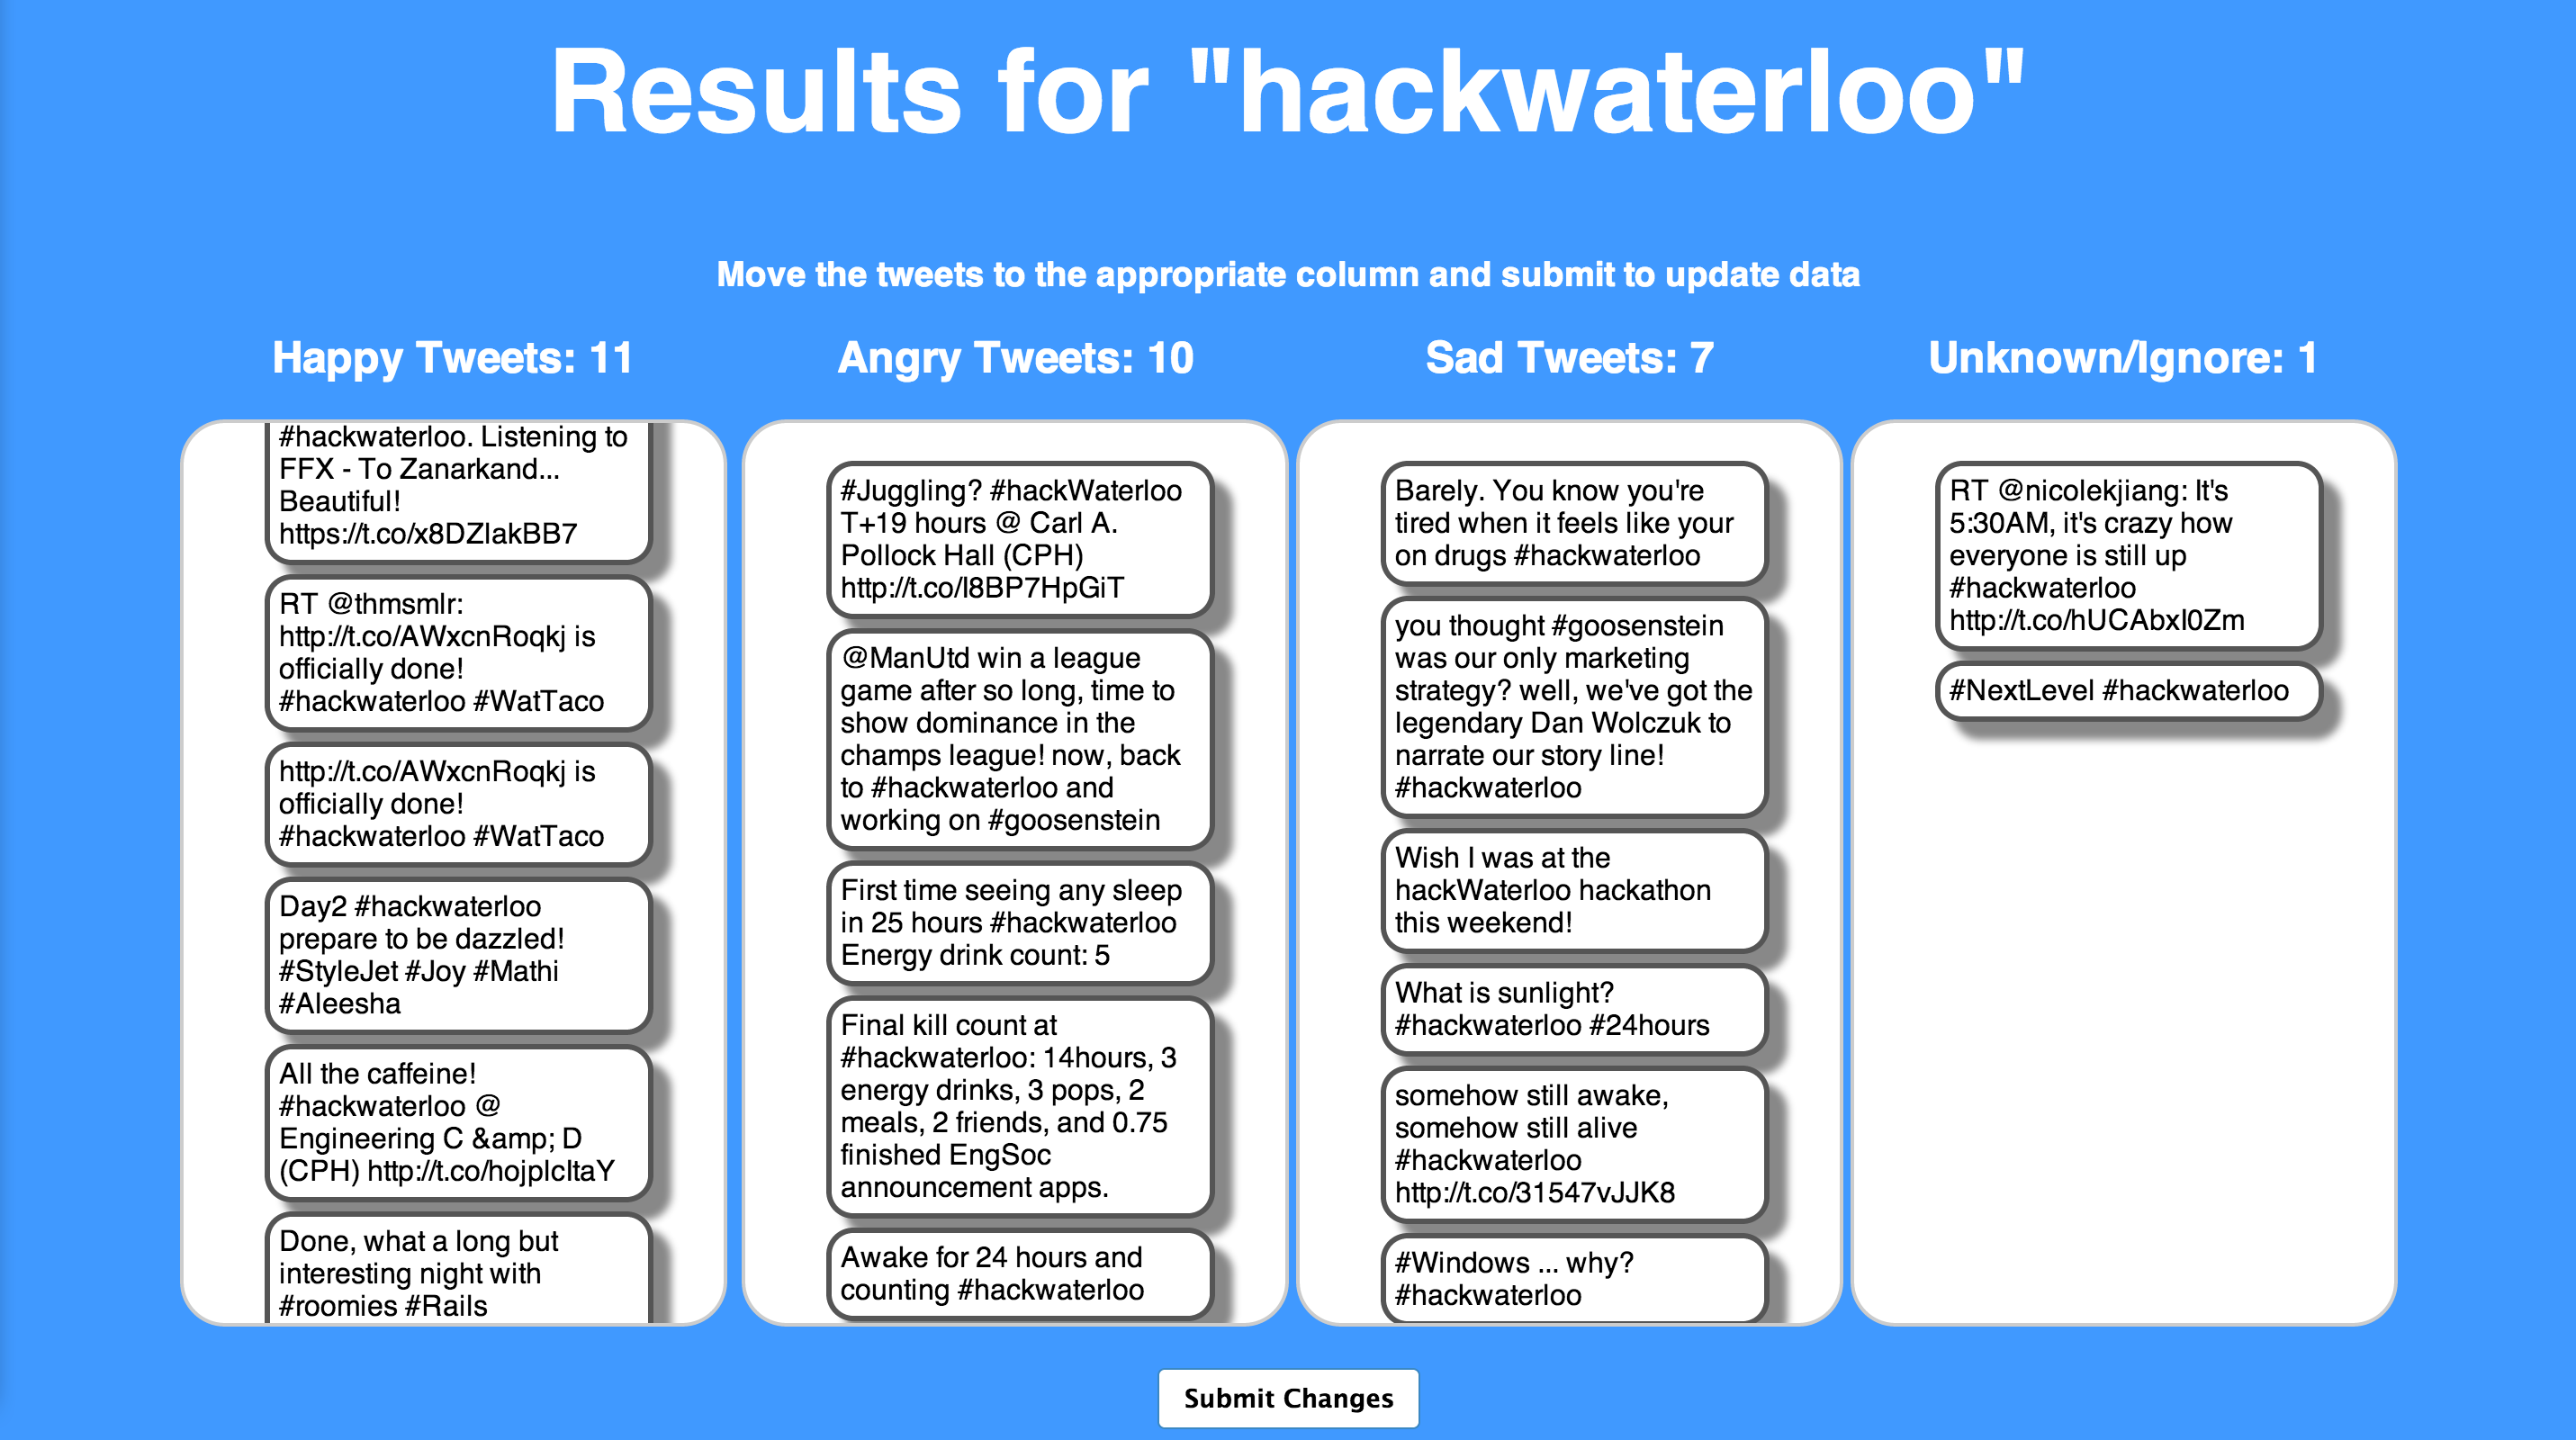 Results for "hackwaterloo"
Move the tweets to the appropriate column and submit to update data
Happy Tweets: 11
#hackwaterloo. Listening to
FFX - To Zanarkand...
Beautiful!
https://t.co/x8DZlakBB7
RT @thmsmlr:
http://t.co/AWxcnRoqkj is
officially done!
#hackwaterloo #WatTaco
http://t.co/AWxcnRoqkj is
officially done!
#hackwaterloo #WatTaco
Day2 #hackwaterloo
prepare to be dazzled!
#StyleJet #Joy #Mathi
#Aleesha
All the caffeine!
#hackwaterloo @
Engineering C &amp; D
(CPH) http://t.co/hojplcItaY
Done, what a long but
interesting night with
#roomies #Rails
Angry Tweets: 10
#Juggling? #hackWaterloo
T+19 hours @ Carl A.
Pollock Hall (CPH)
http://t.co/l8BP7HpGiT
@ManUtd win a league
game after so long, time to
show dominance in the
champs league! now, back
to #hackwaterloo and
working on #goosenstein
First time seeing any sleep
in 25 hours #hackwaterloo
Energy drink count: 5
Final kill count at
#hackwaterloo: 14hours, 3
energy drinks, 3 pops, 2
meals, 2 friends, and 0.75
finished EngSoc
announcement apps.
Awake for 24 hours and
counting #hackwaterloo
Sad Tweets: 7
Barely. You know you're
tired when it feels like your
on drugs #hackwaterloo
you thought #goosenstein
was our only marketing
strategy? well, we've got the
legendary Dan Wolczuk to
narrate our story line!
#hackwaterloo
Wish I was at the
hackWaterloo hackathon
this weekend!
What is sunlight?
#hackwaterloo #24hours
somehow still awake,
somehow still alive
#hackwaterloo
http://t.co/31547vJJK8
#Windows ... why?
#hackwaterloo
Unknown/Ignore: 1
RT @nicolekjiang: It's
5:30AM, it's crazy how
everyone is still up
#hackwaterloo
http://t.co/hUCAbxI0Zm
#NextLevel #hackwaterloo
Submit Changes